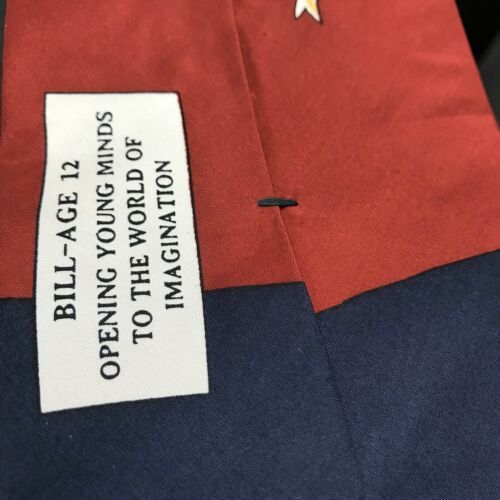 BILL-AGE 12
OPENING YOUNG MINDS
TO THE WORLD OF
IMAGINATION